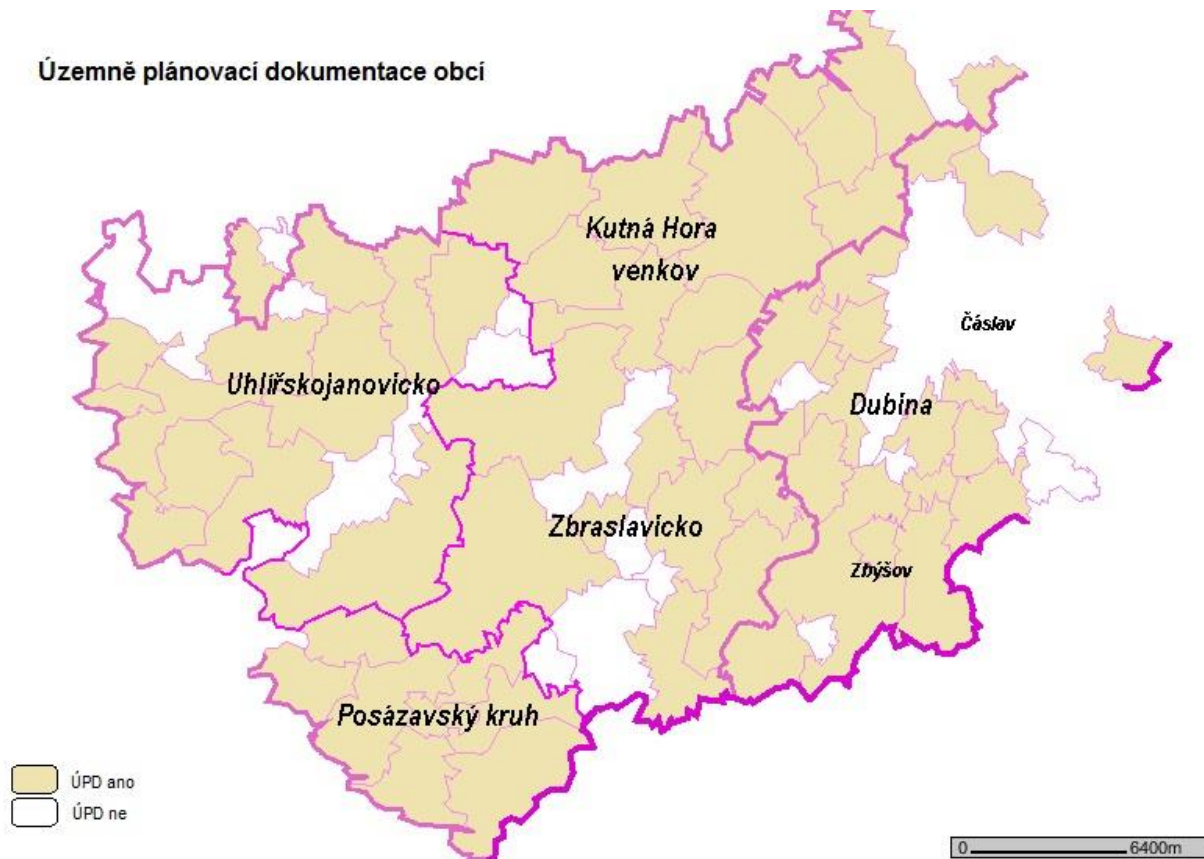 Územně plánovací dokumentace obcí
Kutná Hora
venkov
Čáslav
Uhlířskojanovicko
Dubina
Zbraslavicko
Zbýšov
Posázavský kruh
ÚPD ano
ÚPD ne
0 6400m